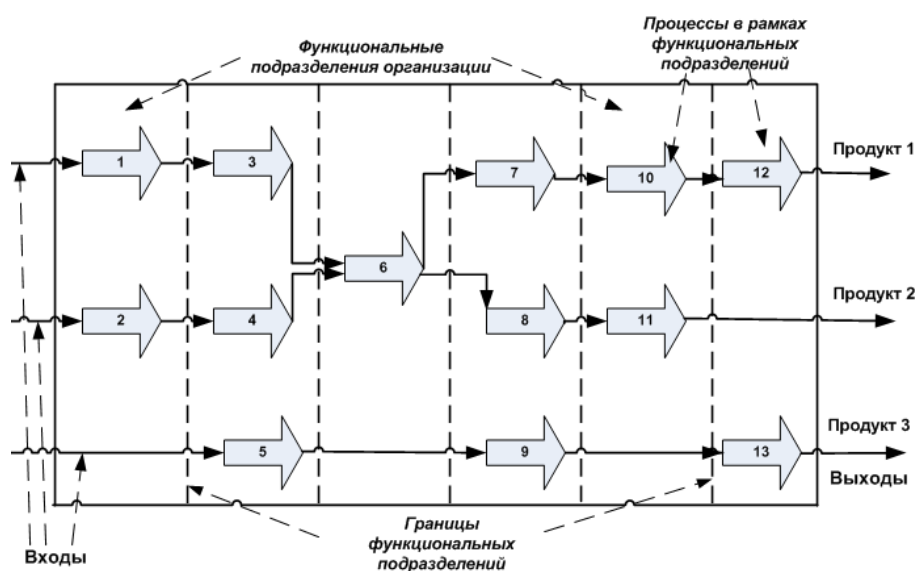 Функциональные
подразделения организации
Процессы в рамках
функциональных
подразделений
1
3
7
10
12
Продукт 1
6
2
4
8
11
Продукт 2
5
9
13
Продукт 3
Выходы
Входы
Границы
функциональных
подразделений